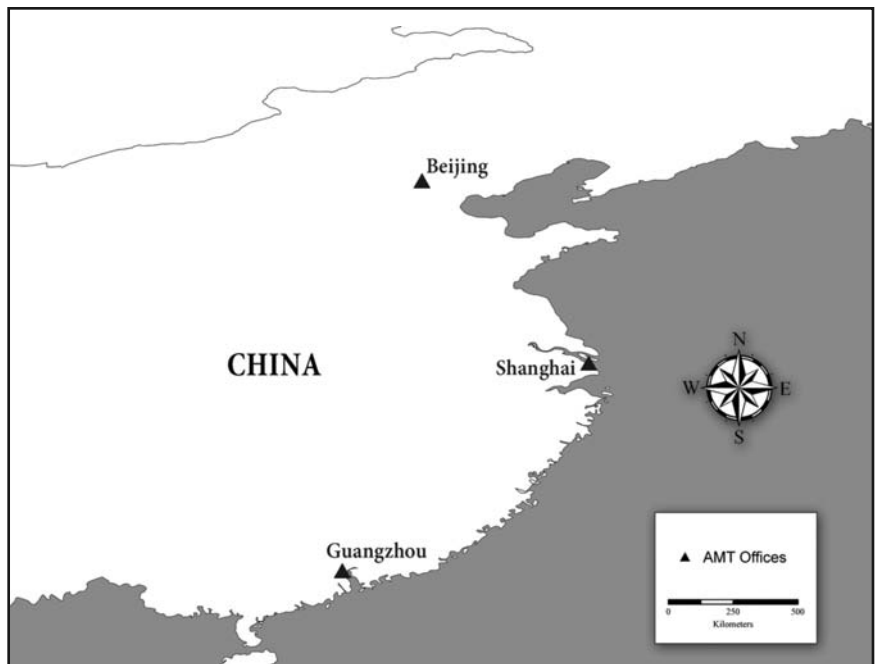 Beijing
CHINA
Shanghai
N
W E
S
Guangzhou
AMT Offices
0 250 500
Kilometers